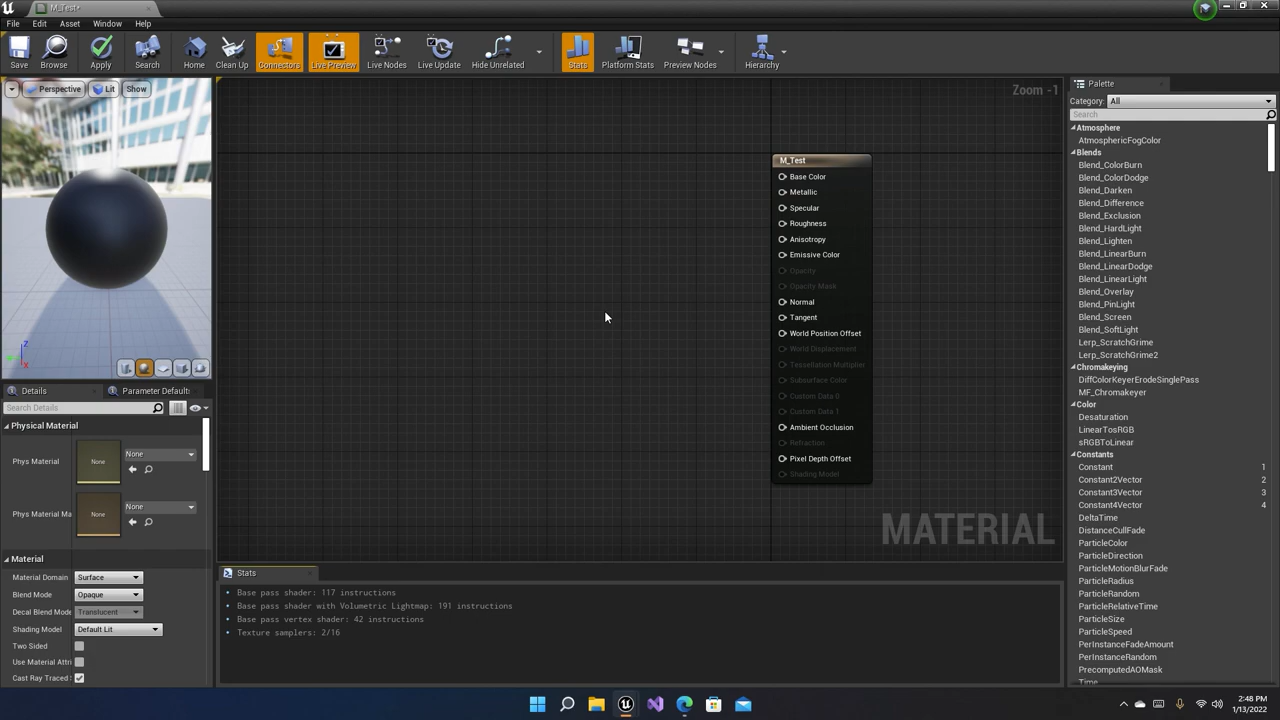 M_Test*
File Edit Asset Window Help
Save Browse Apply Search Home Clean Up Connectors Live Preview Live Nodes Live Update Hide Unrelated Stats Platform Stats Preview Nodes Hierarchy
Perspective Lit Show
Zoom -1
Z
X
Details Parameter Default
Search Details
Physical Material
Phys Material None None
Phys Material Ma None None
Material
Material Domain Surface
Blend Mode Opaque
Decal Blend Mode Translucent
Shading Model Default Lit
Two Sided
Use Material Attri
Cast Ray Traced
M_Test
Base Color
Metallic
Specular
Roughness
Anisotropy
Emissive Color
Opacity
Opacity Mask
Normal
Tangent
World Position Offset
World Displacement
Tessellation Multiplier
Subsurface Color
Custom Data 0
Custom Data 1
Ambient Occlusion
Refraction
Pixel Depth Offset
Shading Model
MATERIAL
Stats
Base pass shader: 117 instructions
Base pass shader with Volumetric Lightmap: 191 instructions
Base pass vertex shader: 42 instructions
Texture samplers: 2/16
Palette
Category: All
Search
Atmosphere
AtmosphericFogColor
Blends
Blend_ColorBurn
Blend_ColorDodge
Blend_Darken
Blend_Difference
Blend_Exclusion
Blend_HardLight
Blend_Lighten
Blend_LinearBurn
Blend_LinearDodge
Blend_LinearLight
Blend_Overlay
Blend_PinLight
Blend_Screen
Blend_SoftLight
Lerp_ScratchGrime
Lerp_ScratchGrime2
Chromakeying
DiffColorKeyerErodeSinglePass
MF_Chromakeyer
Color
Desaturation
LinearTosRGB
sRGBToLinear
Constants
Constant 1
Constant2Vector 2
Constant3Vector 3
Constant4Vector 4
DeltaTime
DistanceCullFade
ParticleColor
ParticleDirection
ParticleMotionBlurFade
ParticleRadius
ParticleRandom
ParticleRelativeTime
ParticleSize
ParticleSpeed
PerInstanceFadeAmount
PerInstanceRandom
PrecomputedAOMask
Time
2:48 PM
1/13/2022